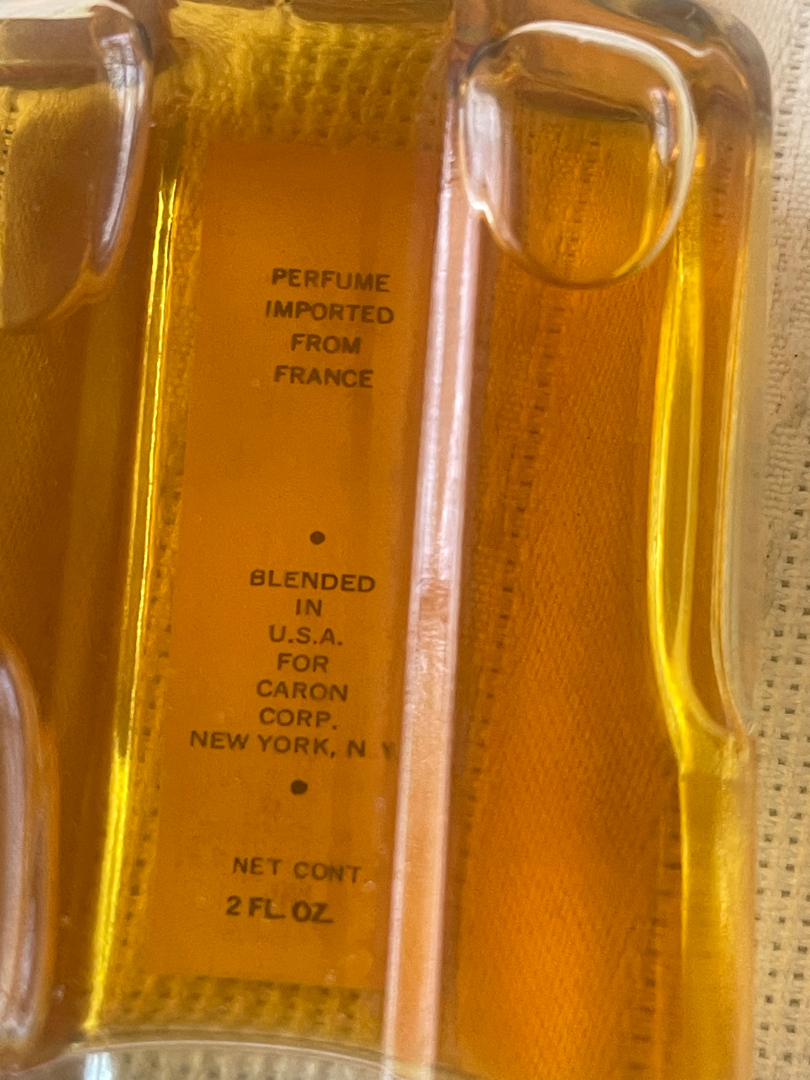 PERFUME
IMPORTED
FROM
FRANCE
•
BLENDED
IN
U.S.A.
FOR
CARON
CORP.
NEW YORK, N.Y.
•
NET CONT.
2 FL. OZ.